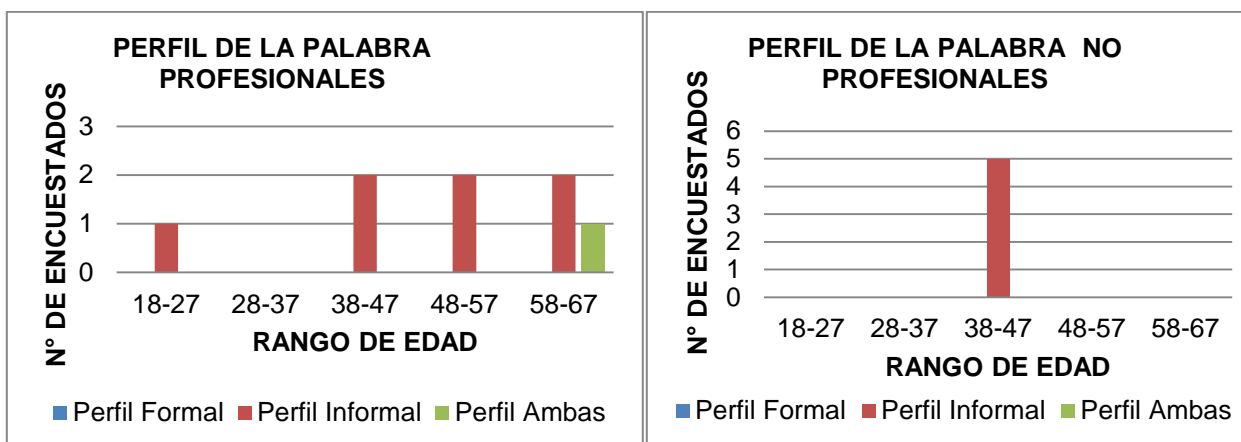 PERFIL DE LA PALABRA
PROFESIONALES
N° DE ENCUESTADOS
3
2
1
0
18-27 28-37 38-47 48-57 58-67
RANGO DE EDAD
Perfil Formal Perfil Informal Perfil Ambas
PERFIL DE LA PALABRA NO
PROFESIONALES
N° DE ENCUESTADOS
6
5
4
3
2
1
0
18-27 28-37 38-47 48-57 58-67
RANGO DE EDAD
Perfil Formal Perfil Informal Perfil Ambas